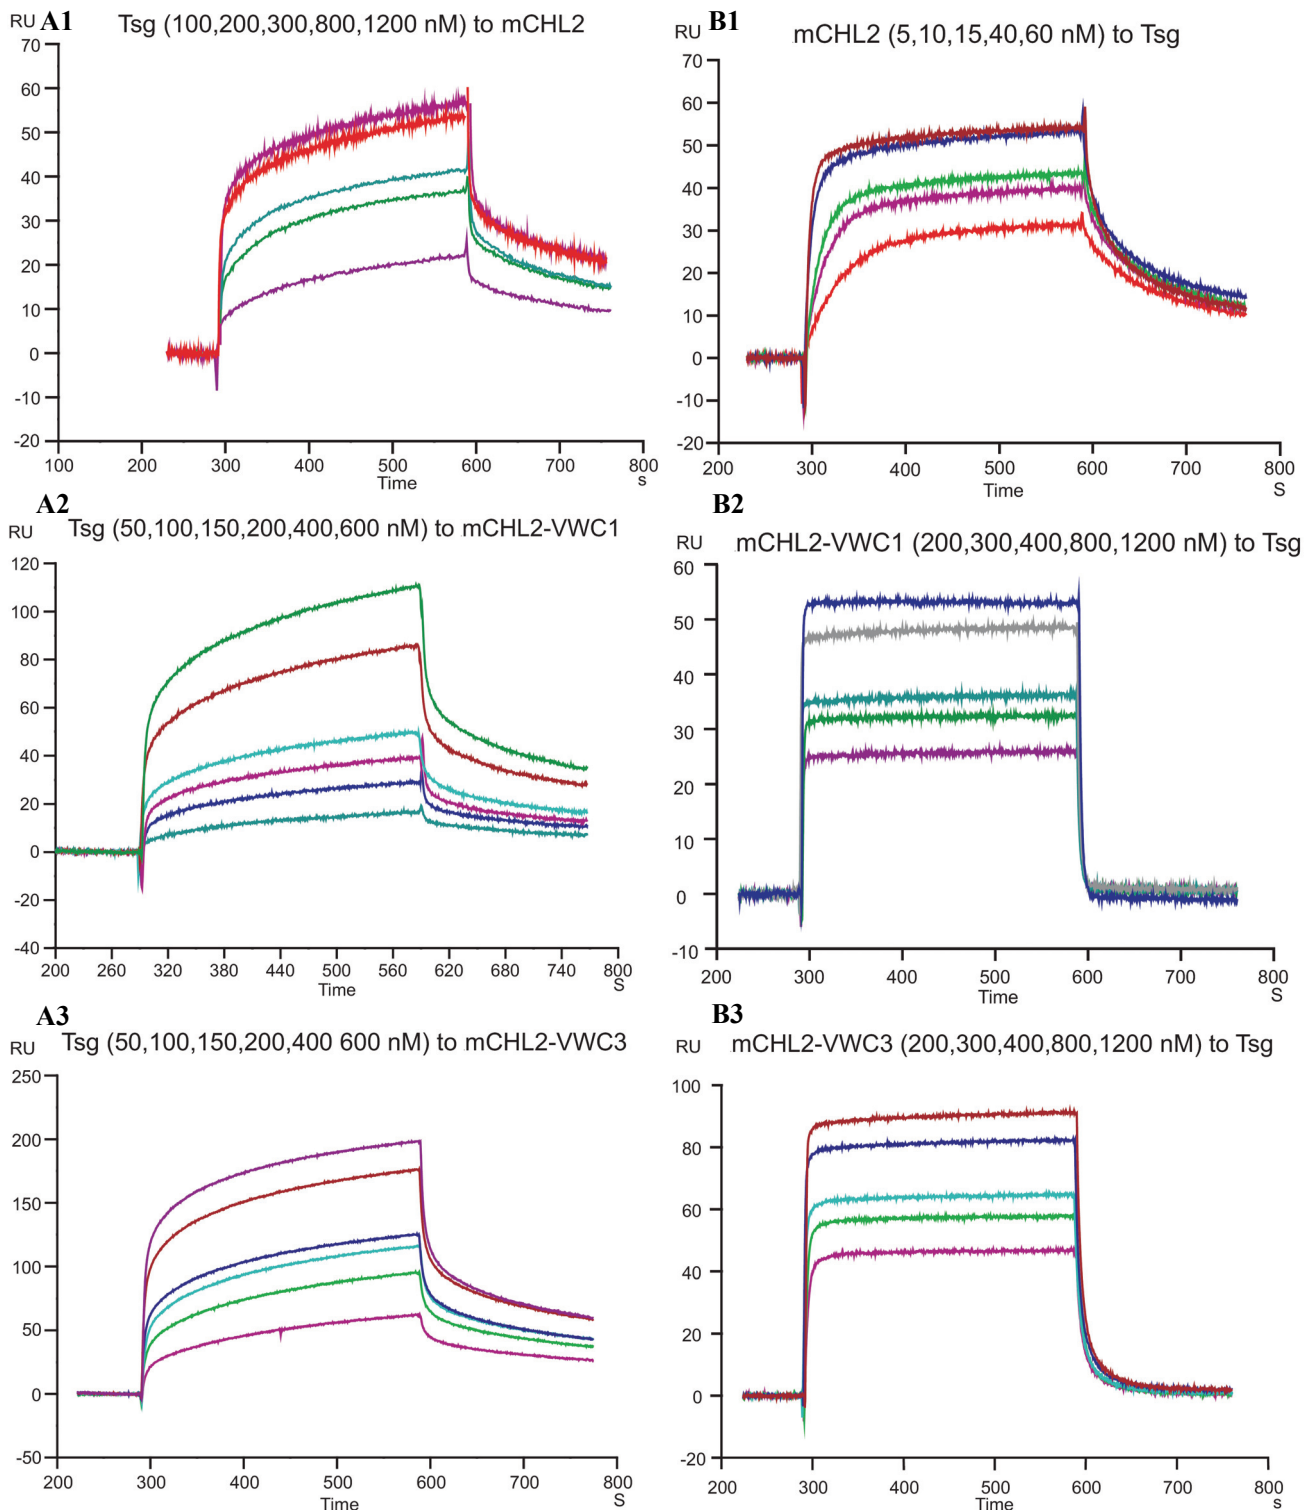 RU A1 Tsg (100,200,300,800,1200 nM) to mCHL2
70
60
50
40
30
20
10
0
-10
-20
100 200 300 400 500 600 700 800
Time s
RU B1 mCHL2 (5,10,15,40,60 nM) to Tsg
70
60
50
40
30
20
10
0
-10
-20
200 300 400 500 600 700 800
Time S
A2
RU Tsg (50,100,150,200,400,600 nM) to mCHL2-VWC1
120
100
80
60
40
20
0
-20
-40
200 260 320 380 440 500 560 620 680 740 800
Time S
B2
RU mCHL2-VWC1 (200,300,400,800,1200 nM) to Tsg
60
50
40
30
20
10
0
-10
200 300 400 500 600 700 800
Time S
A3
RU Tsg (50,100,150,200,400 600 nM) to mCHL2-VWC3
250
200
150
100
50
0
-50
200 300 400 500 600 700 800
Time S
B3
RU mCHL2-VWC3 (200,300,400,800,1200 nM) to Tsg
100
80
60
40
20
0
-20
200 300 400 500 600 700 800
Time s